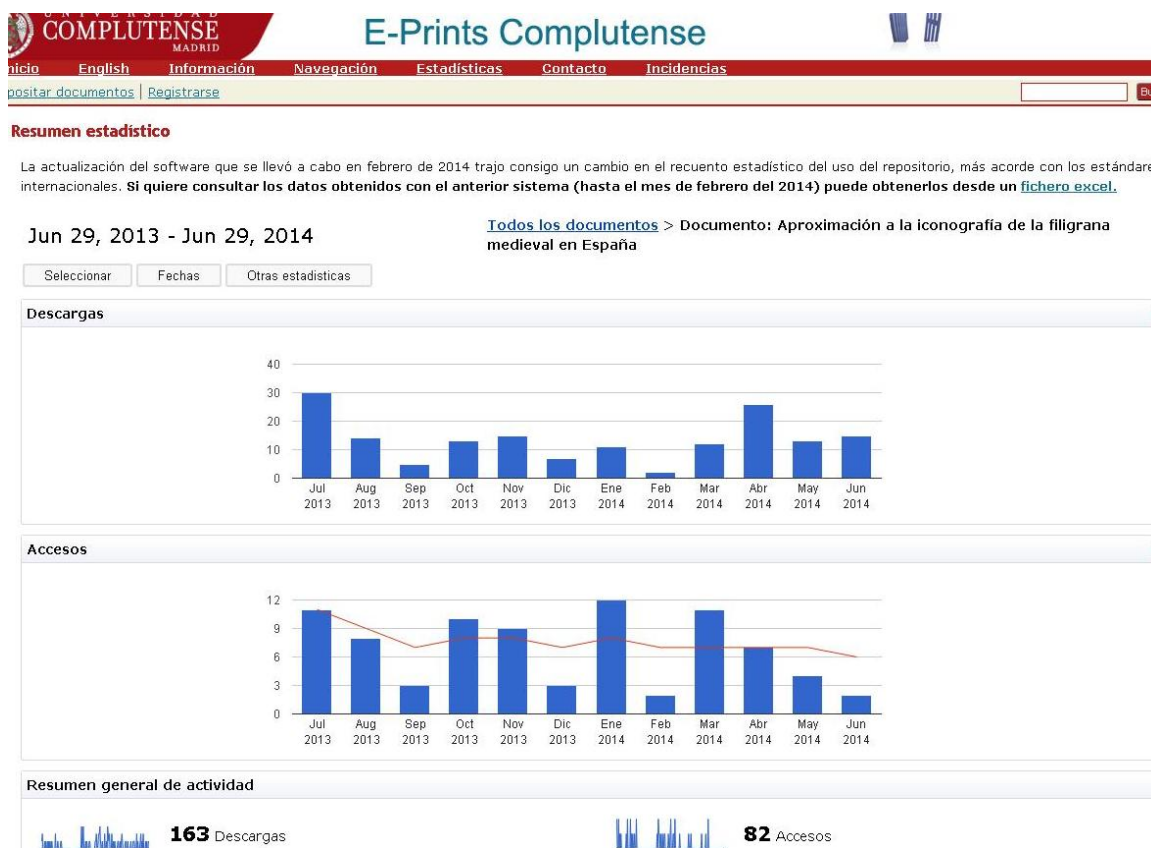 UNIVERSIDAD
COMPLUTENSE
MADRID
E-Prints Complutense
nicio English Información Navegación Estadísticas Contacto Incidencias
positar documentos | Registrarse
Bu
Resumen estadístico
La actualización del software que se llevó a cabo en febrero de 2014 trajo consigo un cambio en el recuento estadístico del uso del repositorio, más acorde con los estándare
internacionales. Si quiere consultar los datos obtenidos con el anterior sistema (hasta el mes de febrero del 2014) puede obtenerlos desde un fichero excel.
Jun 29, 2013 - Jun 29, 2014
Todos los documentos > Documento: Aproximación a la iconografía de la filigrana
medieval en España
Seleccionar Fechas Otras estadisticas
Descargas
40
30
20
10
0
Jul Aug Sep Oct Nov Dic Ene Feb Mar Abr May Jun
2013 2013 2013 2013 2013 2013 2014 2014 2014 2014 2014 2014
Accesos
12
9
6
3
0
Jul Aug Sep Oct Nov Dic Ene Feb Mar Abr May Jun
2013 2013 2013 2013 2013 2013 2014 2014 2014 2014 2014 2014
Resumen general de actividad
163 Descargas
82 Accesos